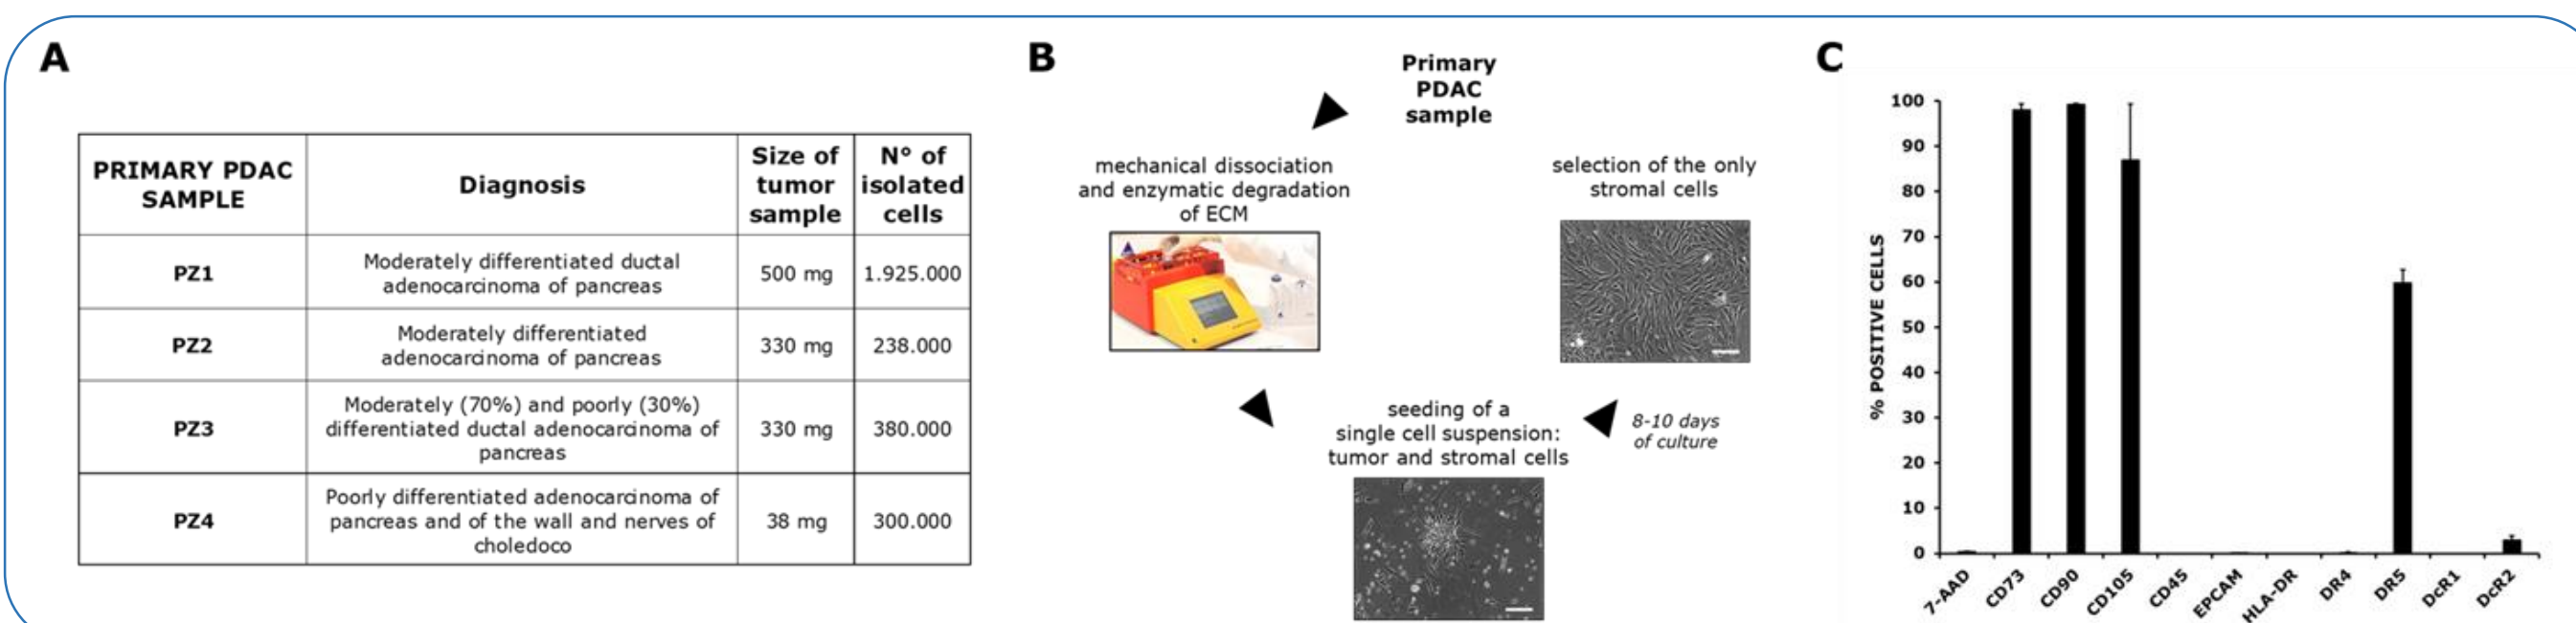 A
PRIMARY PDAC
SAMPLE
Diagnosis
Size of
tumor
sample
N° of
isolated
cells
PZ1
Moderately differentiated ductal
adenocarcinoma of pancreas
500 mg
1.925.000
PZ2
Moderately differentiated
adenocarcinoma of pancreas
330 mg
238.000
PZ3
Moderately (70%) and poorly (30%)
differentiated ductal adenocarcinoma of
pancreas
330 mg
380.000
PZ4
Poorly differentiated adenocarcinoma of
pancreas and of the wall and nerves of
choledoco
38 mg
300.000
B
Primary
PDAC
sample
mechanical dissociation
and enzymatic degradation
of ECM
seeding of a
single cell suspension:
tumor and stromal cells
8-10 days
of culture
selection of the only
stromal cells
C
% POSITIVE CELLS
100
90
80
70
60
50
40
30
20
10
0
7-AAD
CD73
CD90
CD105
CD45
EPCAM
HLA-DR
DR4
DR5
DcR1
DcR2